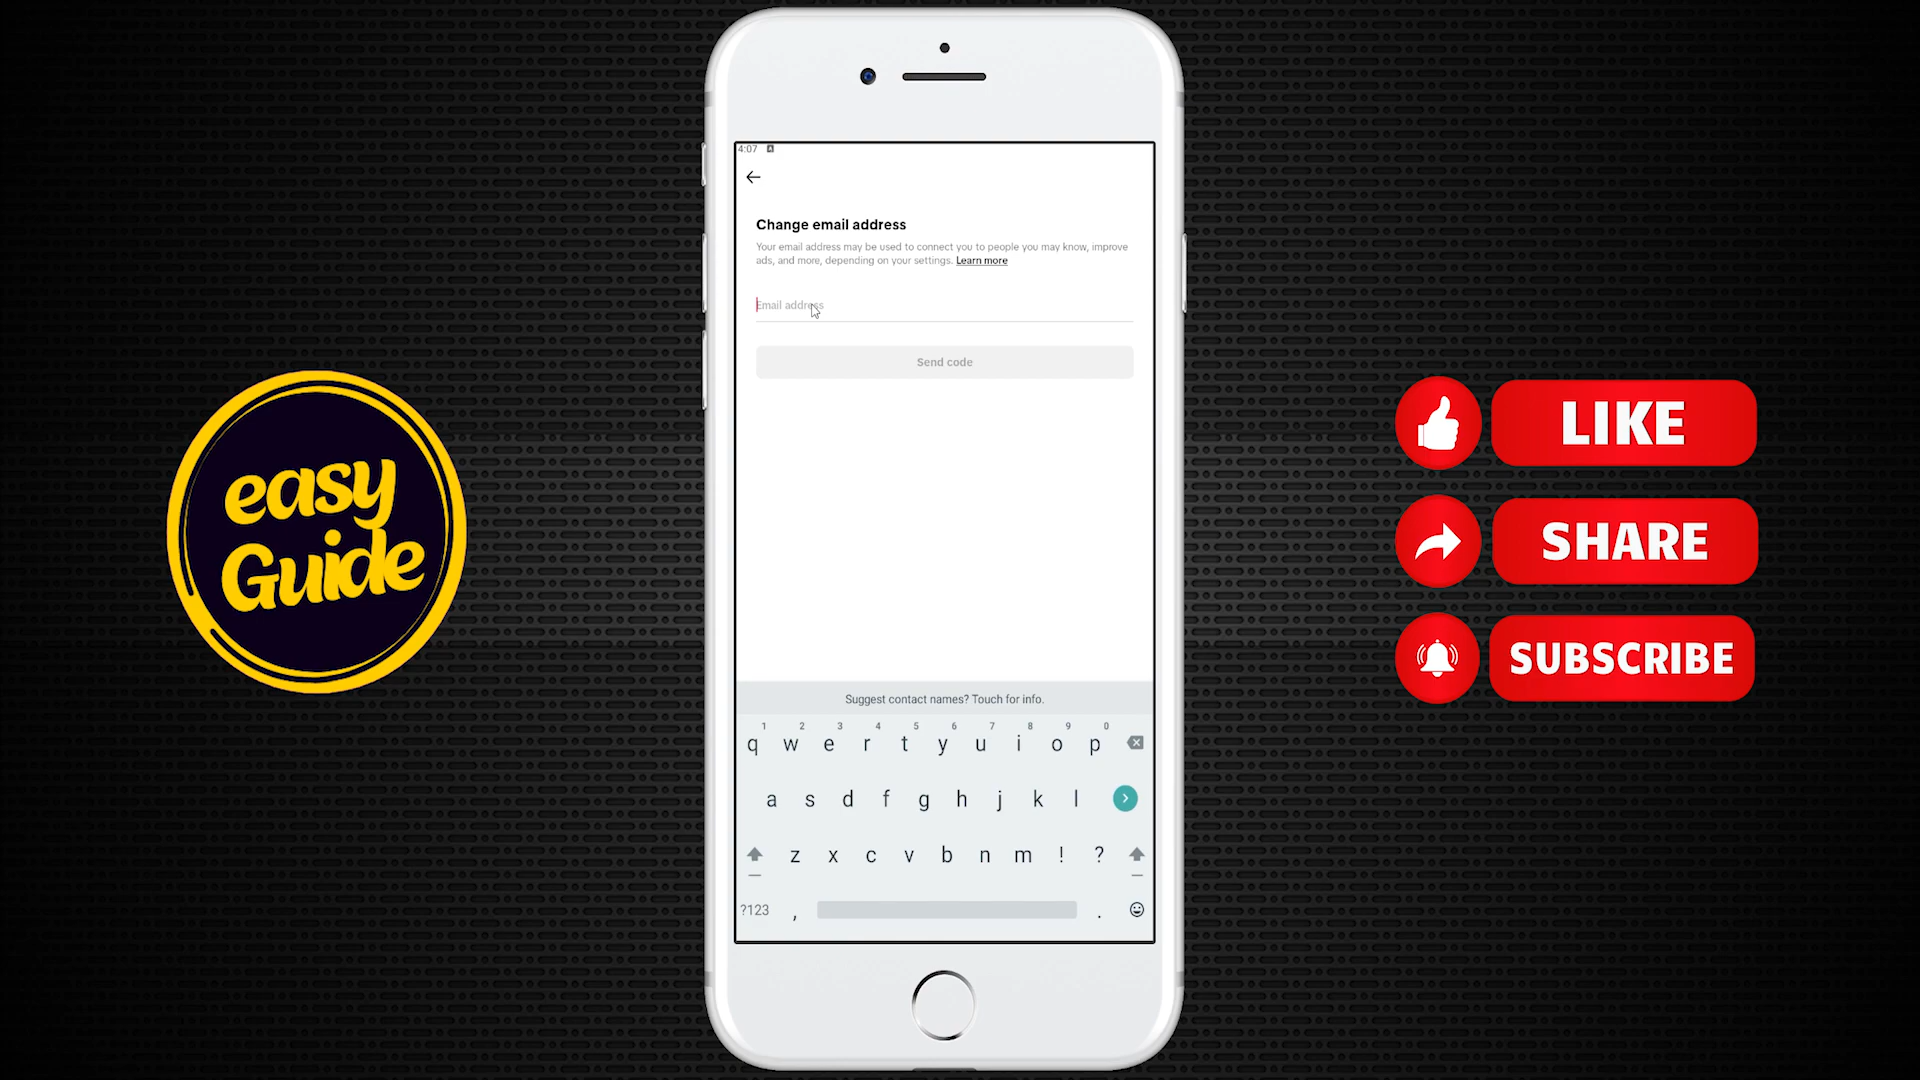 4:07
Change email address
Your email address may be used to connect you to people you may know, improve
ads, and more, depending on your settings. Learn more
Email address
Send code
easy
Guide
LIKE
SHARE
SUBSCRIBE
Suggest contact names? Touch for info.
1 2 3 4 5 6 7 8 9 0
q w e r t y u i o p
a s d f g h j k l
z x c v b n m ! ?
?123 , .